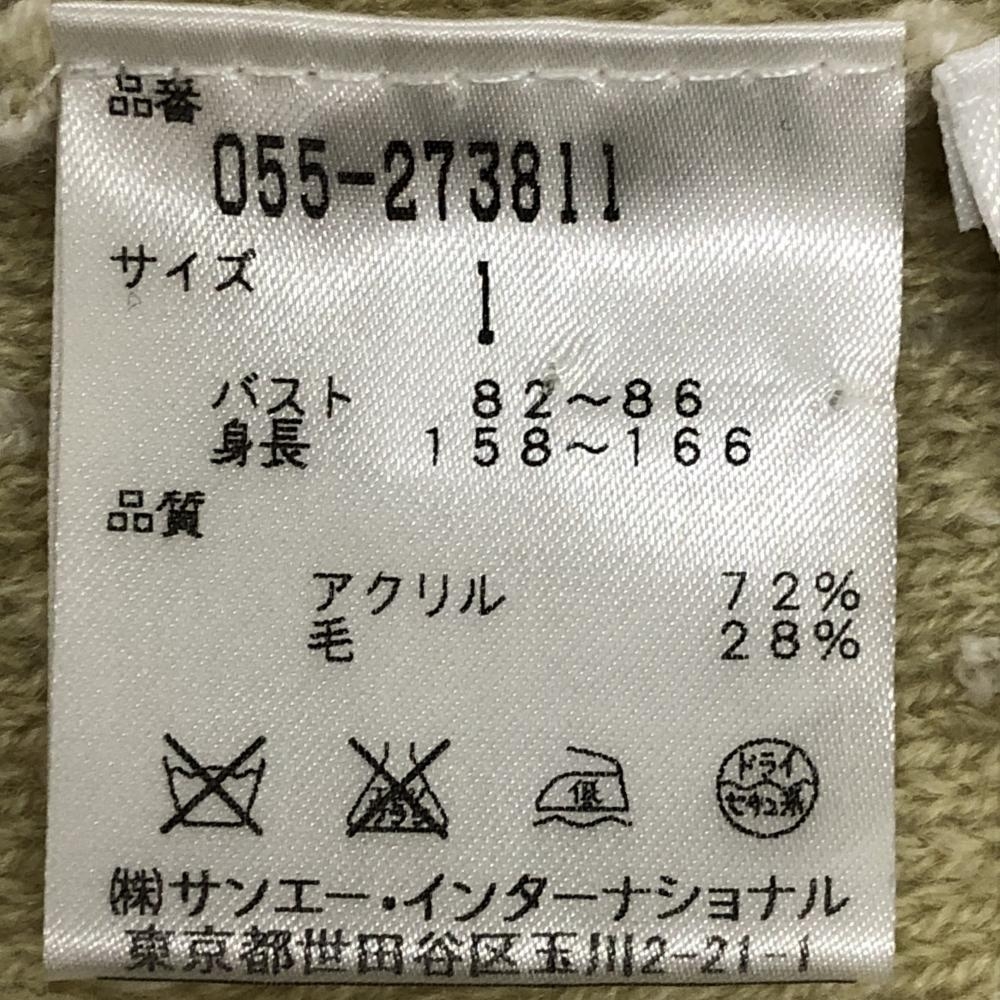 品番
055-273811
サイズ 1
バスト 82～86
身長 158～166
品質
アクリル 72%
毛 28%
低 ドライ
セキユ系
㈱サンエー・インターナショナル
東京都世田谷区玉川2-21-1